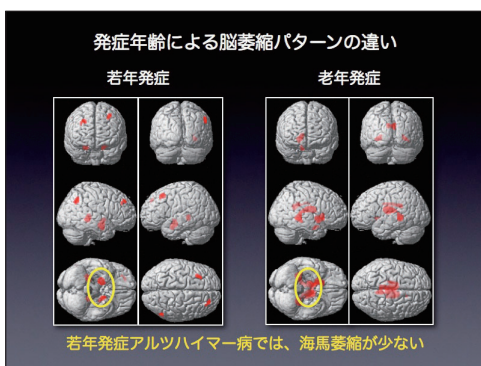 発症年齢による脳萎縮パターンの違い
若年発症
老年発症
若年発症アルツハイマー病では、海馬萎縮が少ない